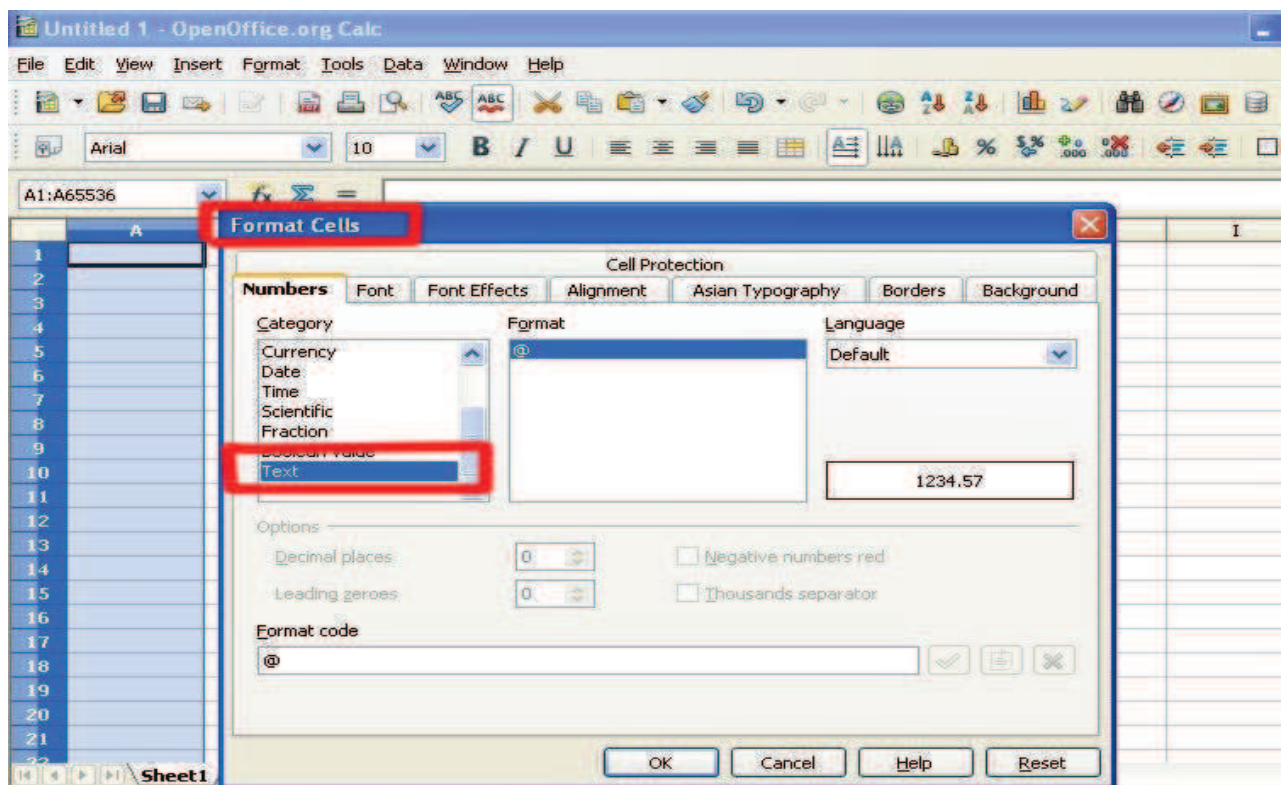 Untitled 1 - OpenOffice.org Calc
File Edit View Insert Format Tools Data Window Help
Arial 10 B I U
A1:A65536
A I
Format Cells
Cell Protection
Numbers Font Font Effects Alignment Asian Typography Borders Background
Category Format Language
Currency @ Default
Date
Time
Scientific
Fraction
Boolean Value
Text
1234.57
Options
Decimal places 0 Negative numbers red
Leading zeroes 0 Thousands separator
Format code
@
OK Cancel Help Reset
1
2
3
4
5
6
7
8
9
10
11
12
13
14
15
16
17
18
19
20
21
22
Sheet1